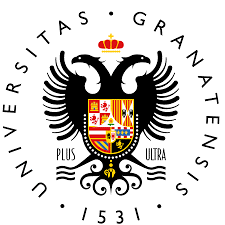 UNIVERSITAS · GRANATENSIS · 1531 ·
PLUS ULTRA